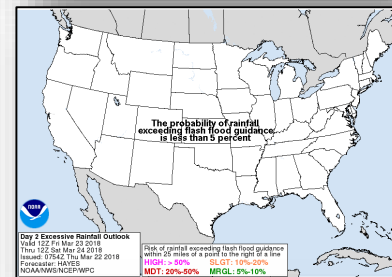 The probability of rainfall
exceeding flash flood guidance
is less than 5 percent
noaa
Day 2 Excessive Rainfall Outlook
Valid 12Z Fri Mar 23 2018
Thru 12Z Sat Mar 24 2018
Issued: 0754Z Thu Mar 22 2018
Forecaster: HAYES
NOAA/NWS/NCEP/WPC
Risk of rainfall exceeding flash flood guidance
within 25 miles of a point to the right of a line
HIGH: > 50% SLGT: 10%-20%
MDT: 20%-50% MRGL: 5%-10%